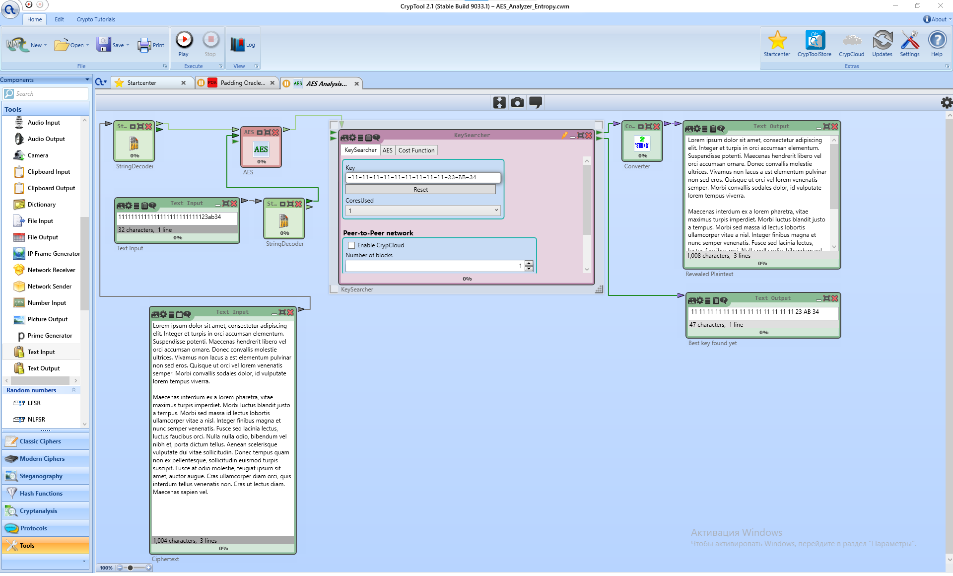 CrypTool 2.1 (Stable Build 9033.1) – AES_Analyzer_Entropy.cwm
Home Edit Crypto Tutorials
About
New Open Save Print
File
Play Stop
Execute
Log
View
Startcenter CrypToolStore CrypCloud Updates Settings Help
Extras
Components
Search
Tools
Audio Input
Audio Output
Camera
Clipboard Input
Clipboard Output
Dictionary
File Input
File Output
IP Frame Generator
Network Receiver
Network Sender
Number Input
Picture Output
Prime Generator
Text Input
Text Output
Random numbers
LFSR
NLFSR
Classic Ciphers
Modern Ciphers
Steganography
Hash Functions
Cryptanalysis
Protocols
Tools
Startcenter
Padding Oracle...
AES Analysis...
St...
0%
StringDecoder
AES
AES
0%
AES
Text Input
11111111111111111111111111123ab34
32 characters, 1 line
0%
Text Input
St...
0%
StringDecoder
KeySearcher
KeySearcher AES Cost Function
Key
-11-11-11-11-11-11-11-11-11-33-BB-34
Reset
CoresUsed
1
Peer-to-Peer network
Enable CrypCloud
Number of blocks
1
0%
KeySearcher
0%
Converter
Text Output
Lorem ipsum dolor sit amet, consectetur adipiscing elit. Integer et turpis in orci accumsan elementum. Suspendisse potenti. Maecenas hendrerit libero vel orci accumsan ornare. Donec convallis molestie ultrices. Vivamus non lacus a est elementum pulvinar non sed eros. Quisque ut orci lorem venenatis semper. Morbi convallis sodales dolor, id vulputate lorem tempus viverra.
Maecenas interdum ex a lorem pharetra, vitae maximus turpis imperdiet. Morbi luctus blandit justo a tempus. Morbi sed massa id lectus lobortis ullamcorper vitae a nisl. Integer finibus magna et nunc semper venenatis. Fusce sed lacinia lectus,
1,008 characters, 3 lines
0%
Revealed Plaintext
Text Output
11 11 11 11 11 11 11 11 11 11 11 11 11 23 AB 34
47 characters, 1 line
0%
Best key found yet
Text Input
Lorem ipsum dolor sit amet, consectetur adipiscing
elit. Integer et turpis in orci accumsan elementum.
Suspendisse potenti. Maecenas hendrerit libero vel
orci accumsan ornare. Donec convallis molestie
ultrices. Vivamus non lacus a est elementum pulvinar
non sed eros. Quisque ut orci lorem venenatis
semper. Morbi convallis sodales dolor, id vulputate
lorem tempus viverra.
Maecenas interdum ex a lorem pharetra, vitae
maximus turpis imperdiet. Morbi luctus blandit justo
a tempus. Morbi sed massa id lectus lobortis
ullamcorper vitae a nisl. Integer finibus magna et
nunc semper venenatis. Fusce sed lacinia lectus,
luctus faucibus orci. Nulla nulla odio, bibendum vel
nibh et, porta dictum tellus. Aenean scelerisque
vulputate dui vitae sollicitudin. Donec tempus quam
non ex pellentesque, sollicitudin euismod turpis
suscipit. Fusce at odio molestie, feugiat ipsum sit
amet, auctor augue. Cras ullamcorper diam orci, quis
interdum tellus venenatis non. Cras ut lectus diam.
Maecenas sapien vel.
1,004 characters, 3 lines
0%
Ciphertext
Активация Windows
Чтобы активировать Windows, перейдите в раздел "Параметры".
100%